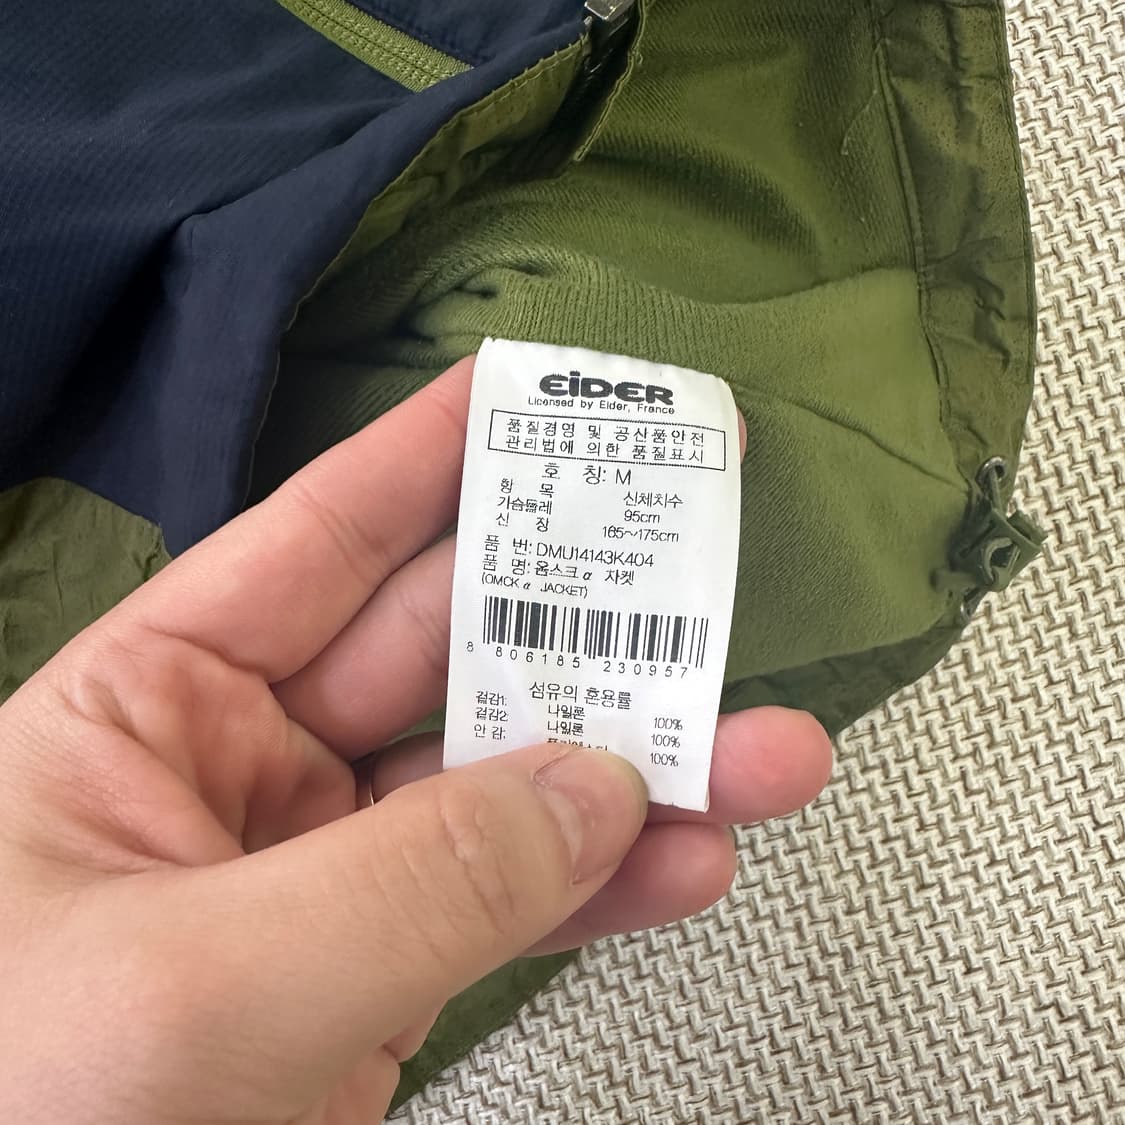 EiDER
Licensed by Eider, France
품질경영 및 공산품안전
관리법에 의한 품질표시
호 칭: M
항 목 신체치수
가슴둘레 95cm
신 장 165~175cm
품 번: DMU14143K404
품 명: 옴스크 α 자켓
(OMCK α JACKET)
8 806185 230957
섬유의 혼용률
겉감1: 나일론 100%
겉감2: 나일론 100%
안 감: 100%